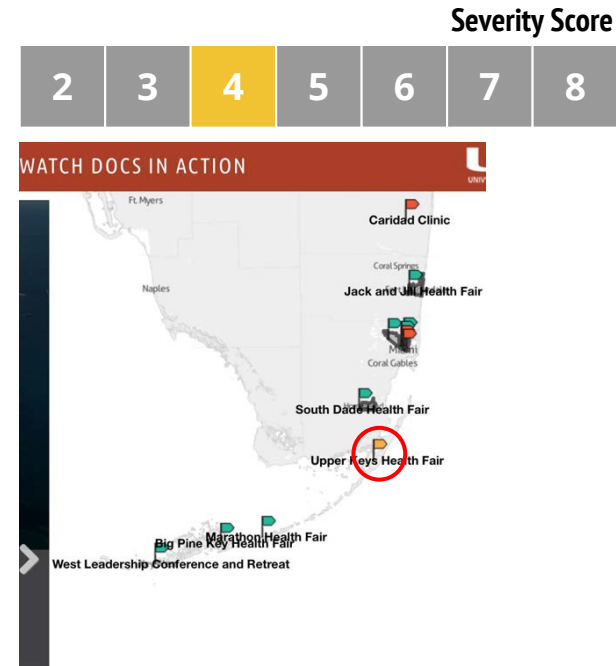 Severity Score
2 3 4 5 6 7 8
WATCH DOCS IN ACTION
U
Ft. Myers
Caridad Clinic
Coral Springs
Naples
Jack and Jill Health Fair
Miami
Coral Gables
South Dade Health Fair
Upper Keys Health Fair
Marathon Health Fair
Big Pine Key Health Fair
West Leadership Conference and Retreat